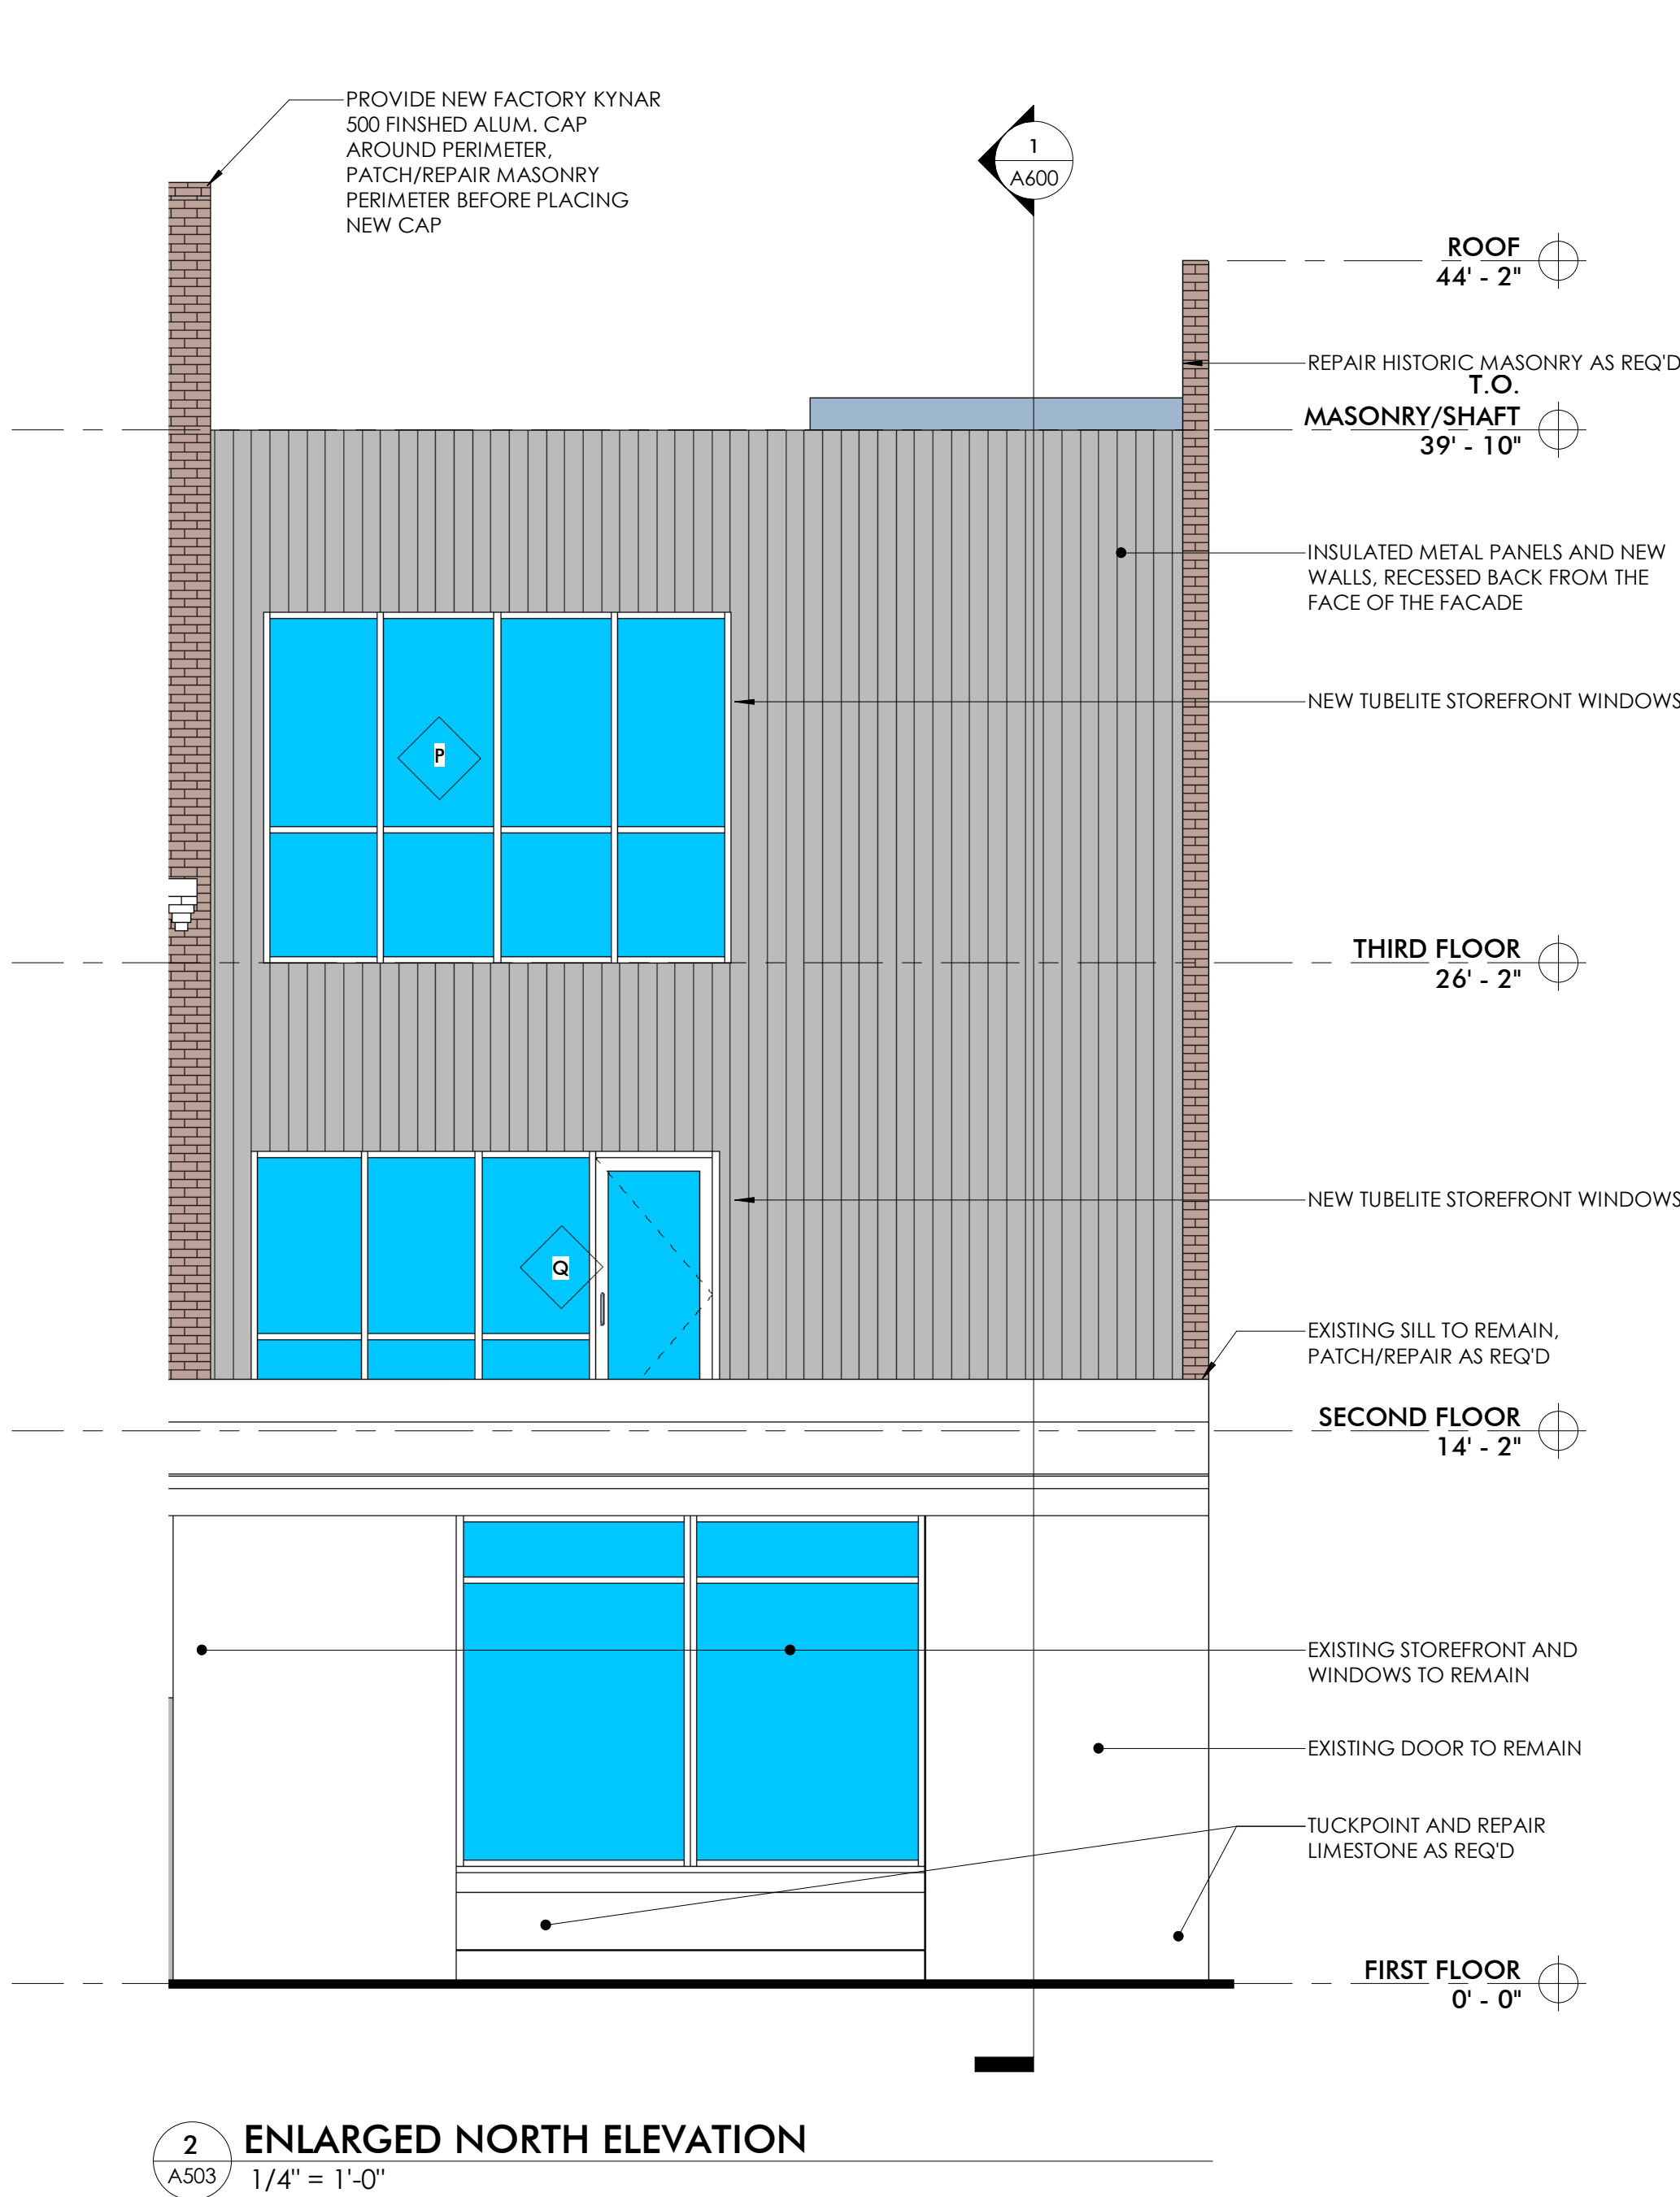 PROVIDE NEW FACTORY KYNAR
500 FINSHED ALUM. CAP
AROUND PERIMETER,
PATCH/REPAIR MASONRY
PERIMETER BEFORE PLACING
NEW CAP
1
A600
ROOF
44' - 2"
REPAIR HISTORIC MASONRY AS REQ'D
T.O.
MASONRY/SHAFT
39' - 10"
INSULATED METAL PANELS AND NEW
WALLS, RECESSED BACK FROM THE
FACE OF THE FACADE
NEW TUBELITE STOREFRONT WINDOWS
P
THIRD FLOOR
26' - 2"
NEW TUBELITE STOREFRONT WINDOWS
Q
EXISTING SILL TO REMAIN,
PATCH/REPAIR AS REQ'D
SECOND FLOOR
14' - 2"
EXISTING STOREFRONT AND
WINDOWS TO REMAIN
EXISTING DOOR TO REMAIN
TUCKPOINT AND REPAIR
LIMESTONE AS REQ'D
FIRST FLOOR
0' - 0"
2
A503
ENLARGED NORTH ELEVATION
1/4" = 1'-0"